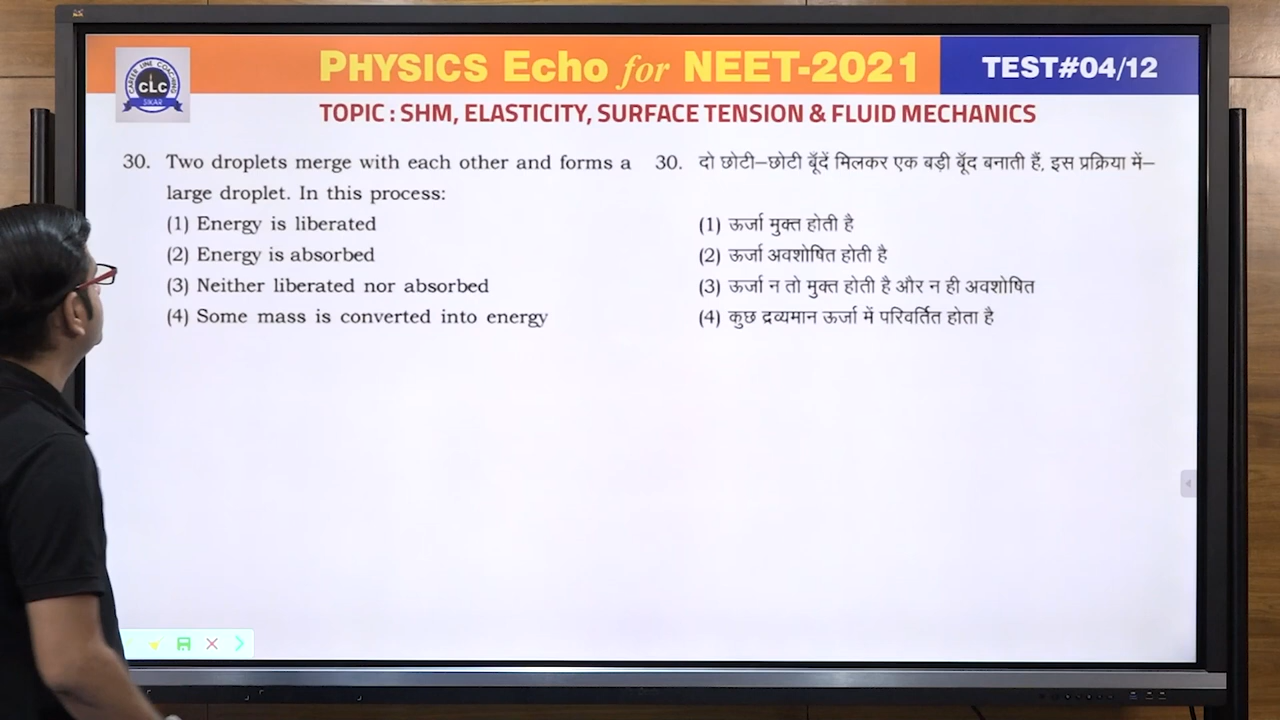 PHYSICS Echo for NEET-2021
TEST#04/12
CAREER LINE COACHING
CLC
SIKAR
TOPIC : SHM, ELASTICITY, SURFACE TENSION & FLUID MECHANICS
30. Two droplets merge with each other and forms a
large droplet. In this process:
(1) Energy is liberated
(2) Energy is absorbed
(3) Neither liberated nor absorbed
(4) Some mass is converted into energy
30. दो छोटी–छोटी बूँदें मिलकर एक बड़ी बूँद बनाती हैं, इस प्रक्रिया में–
(1) ऊर्जा मुक्त होती है
(2) ऊर्जा अवशोषित होती है
(3) ऊर्जा न तो मुक्त होती है और न ही अवशोषित
(4) कुछ द्रव्यमान ऊर्जा में परिवर्तित होता है